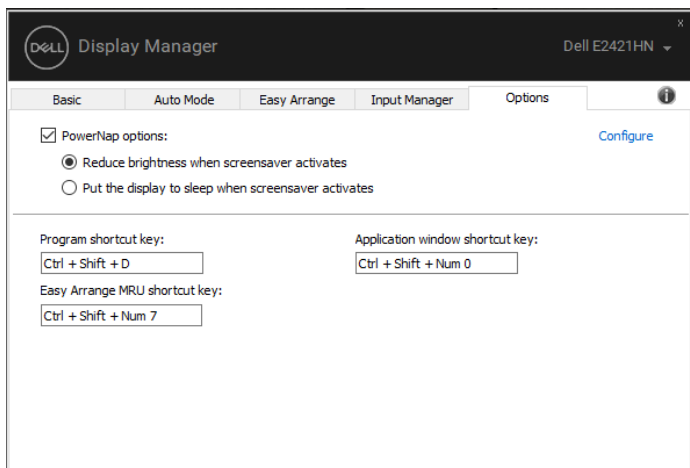 x
DELL Display Manager
Dell E2421HN
Basic Auto Mode Easy Arrange Input Manager Options
PowerNap options: Configure
Reduce brightness when screensaver activates
Put the display to sleep when screensaver activates
Program shortcut key: Application window shortcut key:
Ctrl + Shift + D Ctrl + Shift + Num 0
Easy Arrange MRU shortcut key:
Ctrl + Shift + Num 7